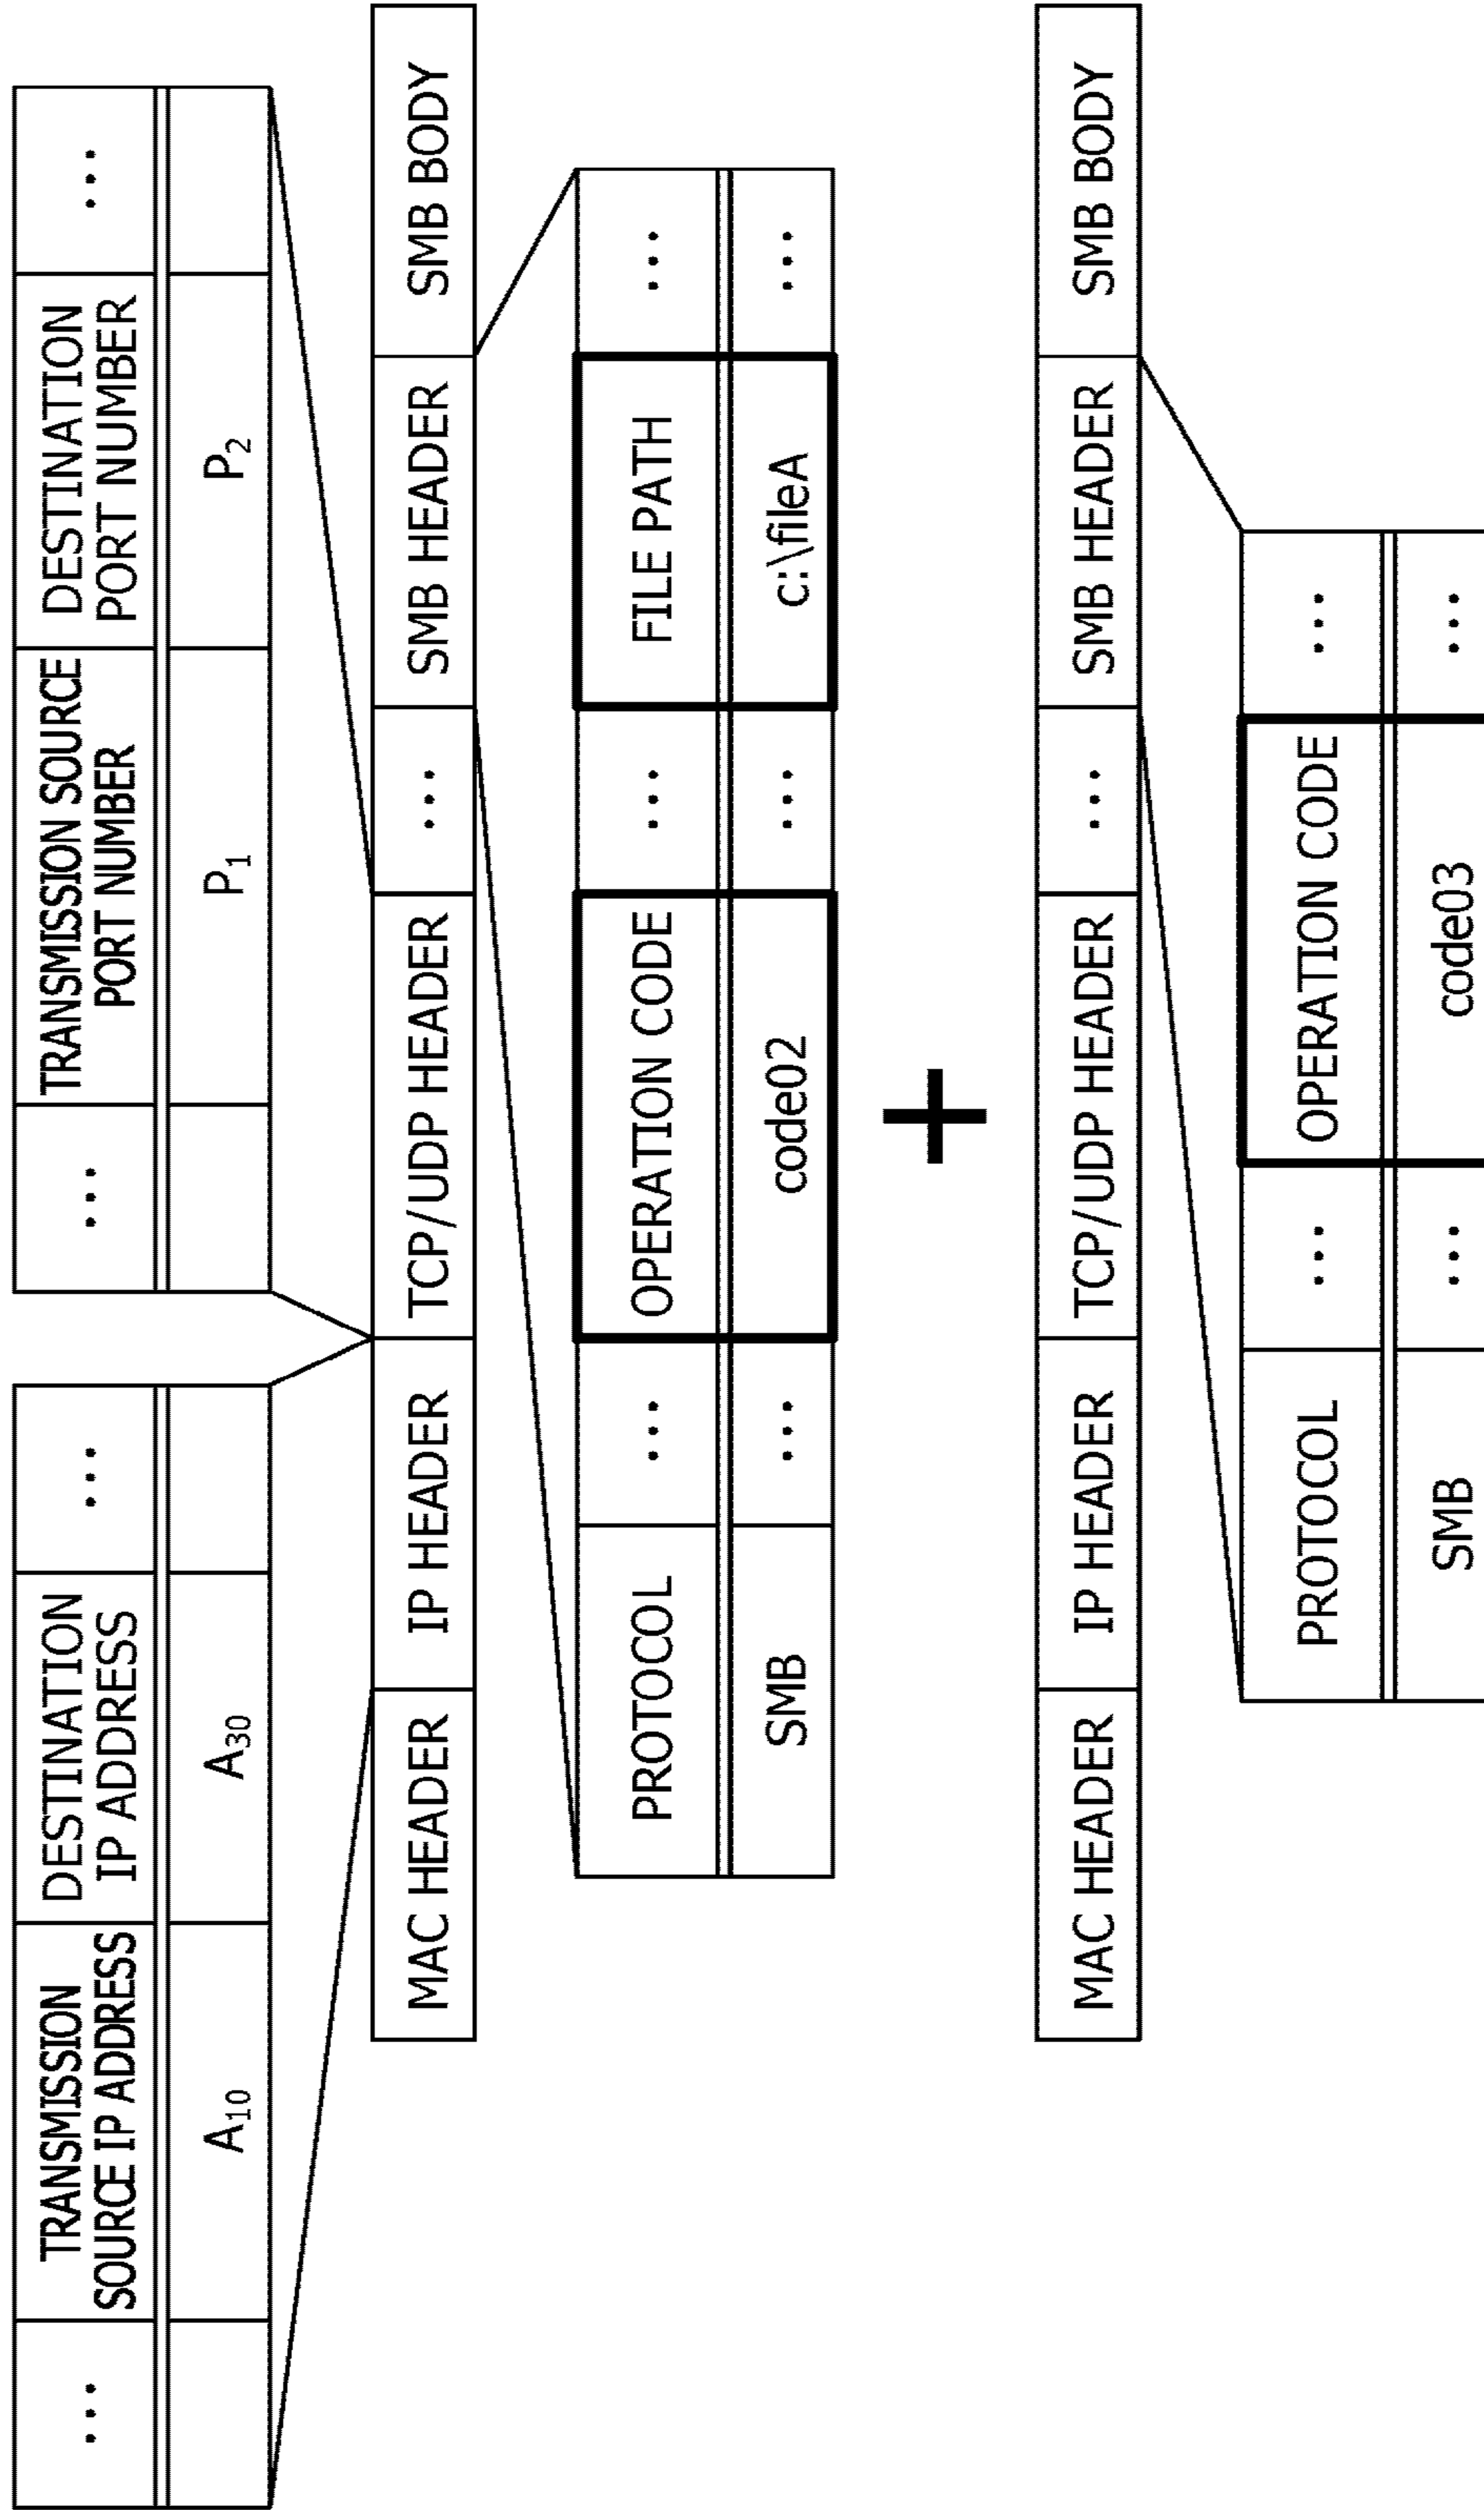 ...
TRANSMISSION
SOURCE IP ADDRESS
DESTINATION
IP ADDRESS
...
A10
A30
...
TRANSMISSION SOURCE
PORT NUMBER
DESTINATION
PORT NUMBER
...
P1
P2
MAC HEADER
IP HEADER
TCP/UDP HEADER
...
SMB HEADER
SMB BODY
PROTOCOL
...
OPERATION CODE
...
FILE PATH
...
SMB
...
code02
...
c:\fileA
...
+
MAC HEADER
IP HEADER
TCP/UDP HEADER
...
SMB HEADER
SMB BODY
PROTOCOL
...
OPERATION CODE
...
SMB
...
code03
...